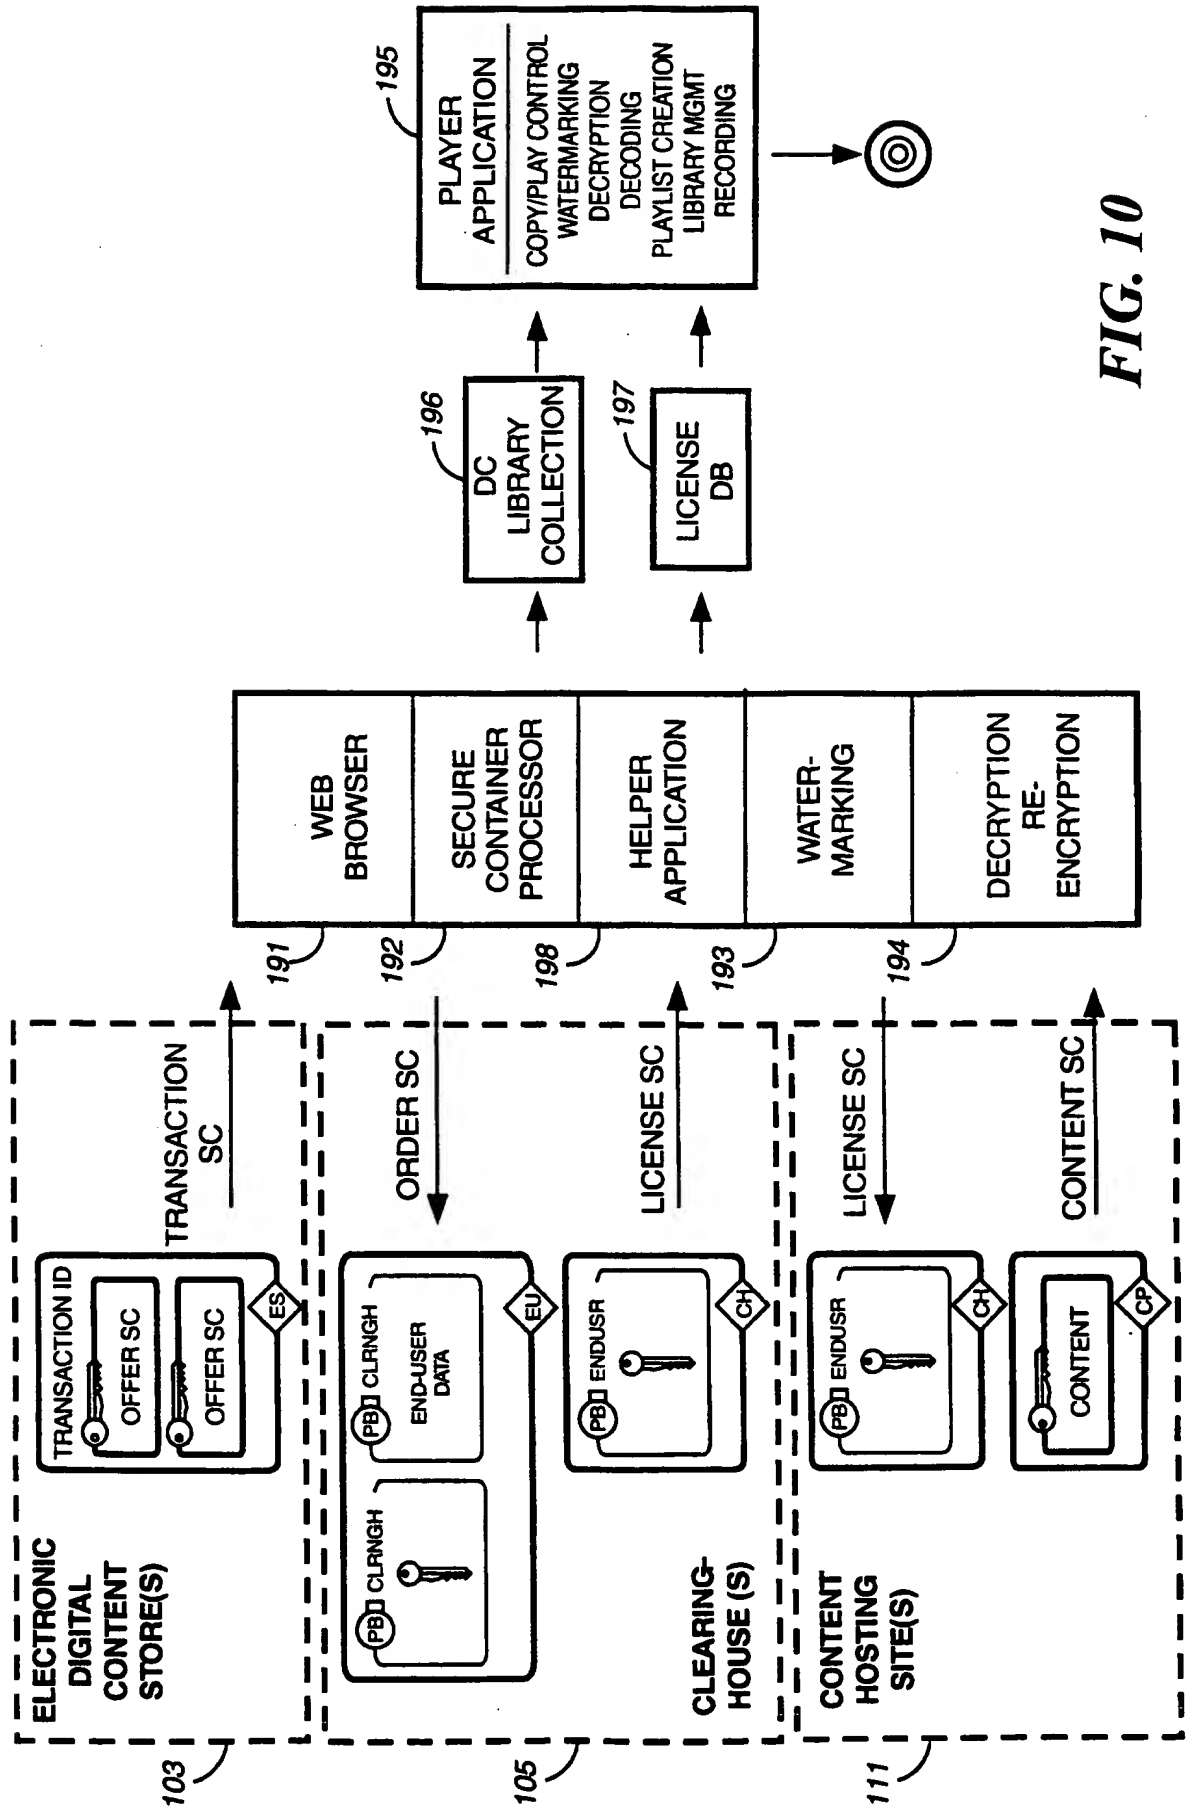 ELECTRONIC
DIGITAL
CONTENT
STORE(S)
103
TRANSACTION ID
OFFER SC
OFFER SC
ES
TRANSACTION
SC
PB CLRNGH
PB CLRNGH
END-USER
DATA
EU
ORDER SC
CLEARING-
HOUSE (S)
105
PB ENDUSR
CH
LICENSE SC
CONTENT
HOSTING
SITE(S)
111
PB ENDUSR
CH
LICENSE SC
CONTENT
CP
CONTENT SC
191
WEB
BROWSER
192
SECURE
CONTAINER
PROCESSOR
198
HELPER
APPLICATION
193
WATER-
MARKING
194
DECRYPTION
RE-
ENCRYPTION
196
DC
LIBRARY
COLLECTION
197
LICENSE
DB
195
PLAYER
APPLICATION
COPY/PLAY CONTROL
WATERMARKING
DECRYPTION
DECODING
PLAYLIST CREATION
LIBRARY MGMT
RECORDING
FIG. 10